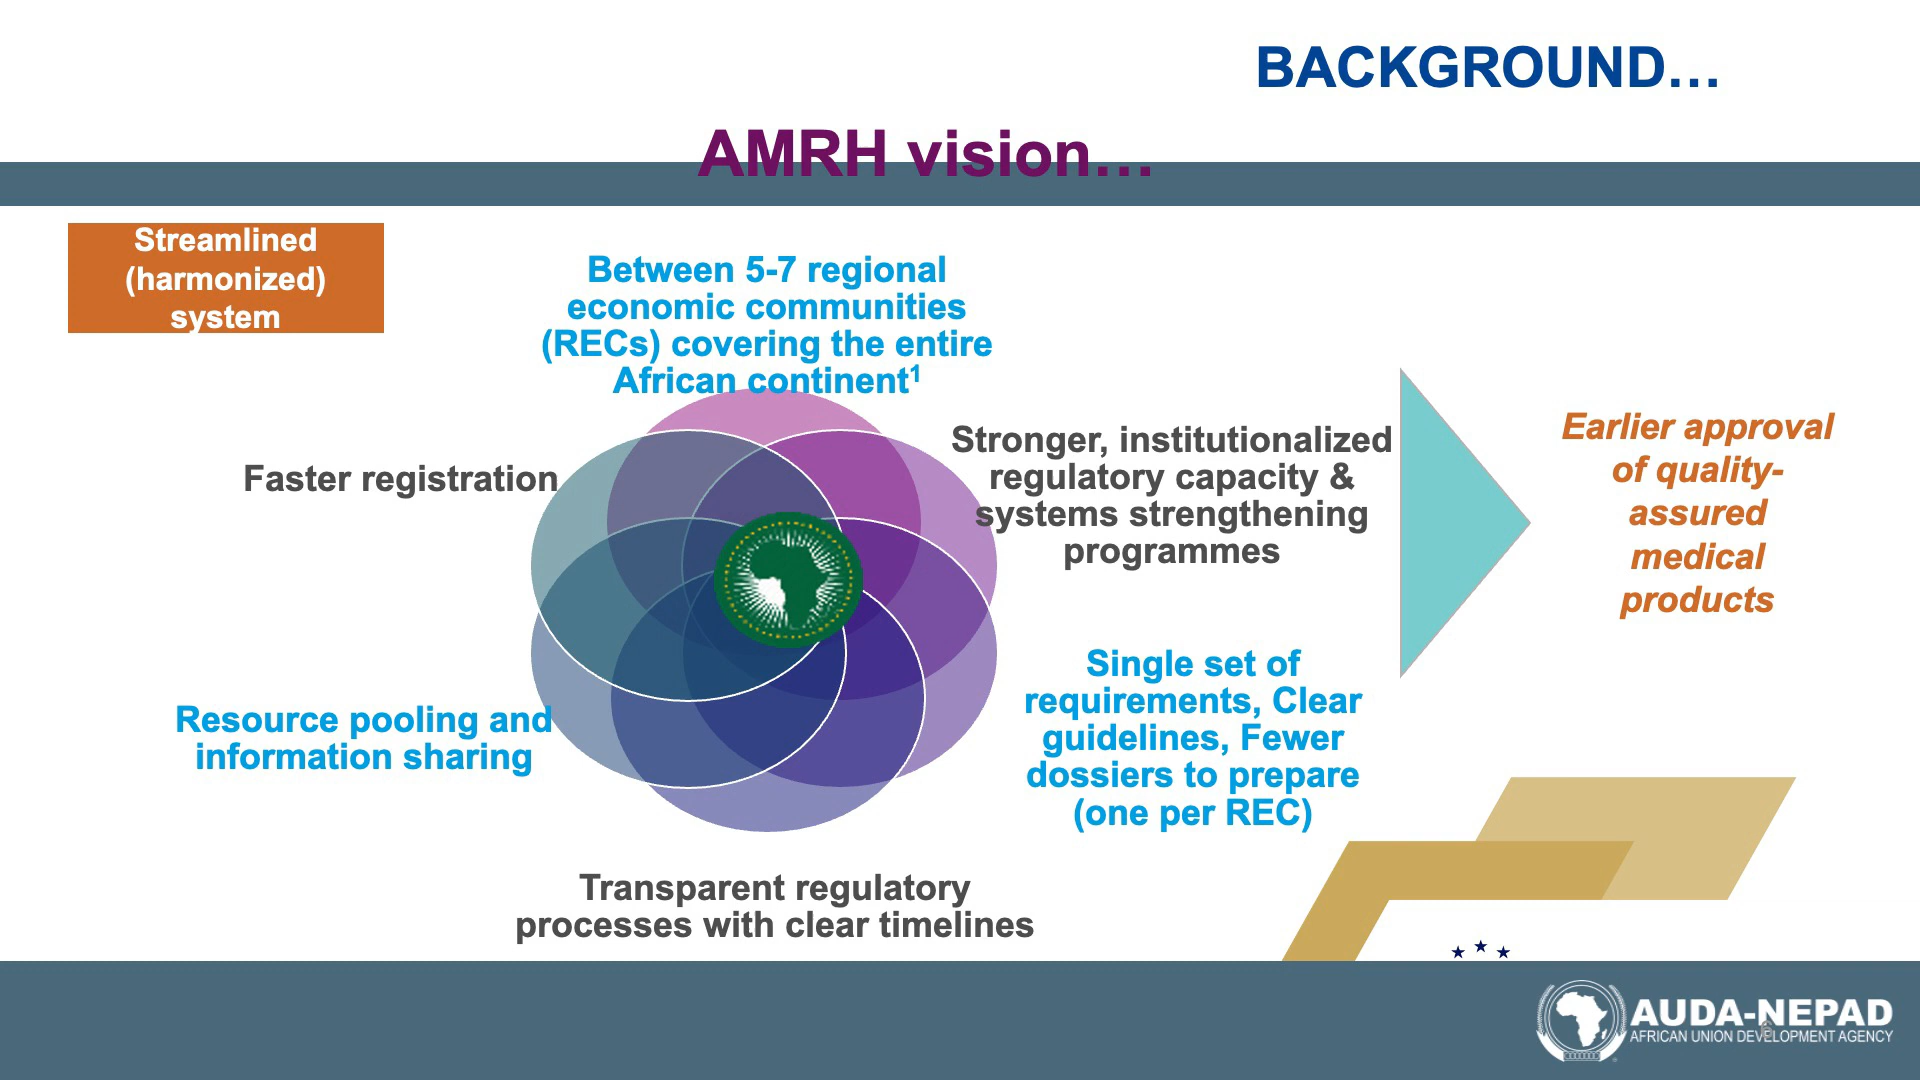 BACKGROUND…
AMRH vision…
Streamlined
(harmonized)
system
Between 5-7 regional
economic communities
(RECs) covering the entire
African continent¹
Faster registration
Stronger, institutionalized
regulatory capacity &
systems strengthening
programmes
Earlier approval
of quality-
assured
medical
products
Single set of
requirements, Clear
guidelines, Fewer
dossiers to prepare
(one per REC)
Resource pooling and
information sharing
Transparent regulatory
processes with clear timelines
AUDA-NEPAD
AFRICAN UNION DEVELOPMENT AGENCY
6